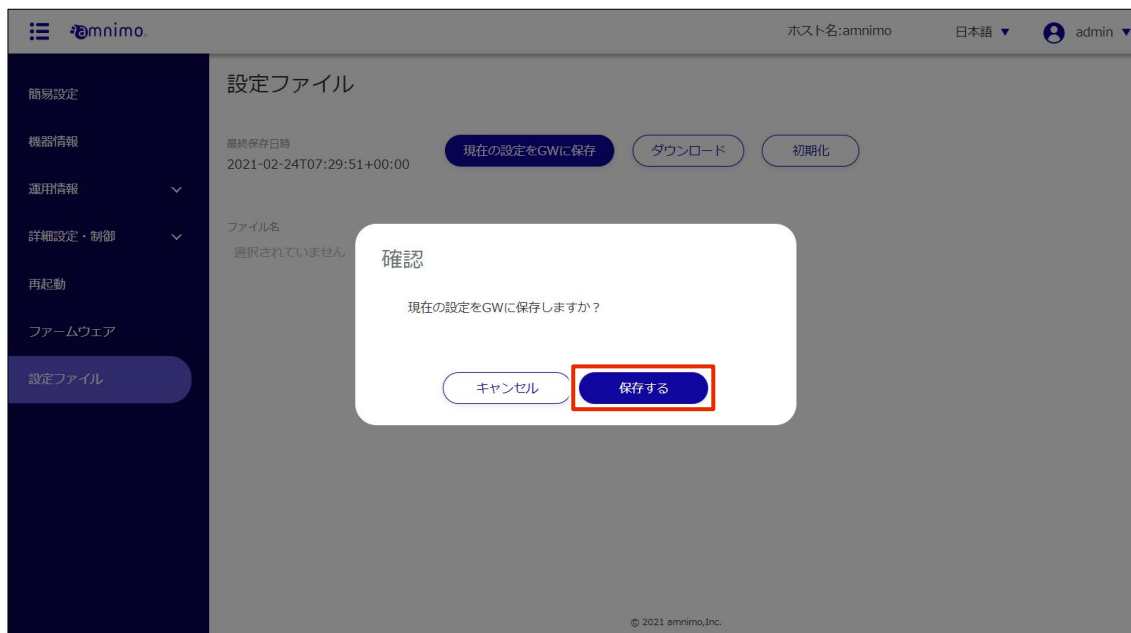 amnimo.
ホスト名:amnimo
日本語 ▼
admin ▼
簡易設定
機器情報
運用情報
詳細設定・制御
再起動
ファームウェア
設定ファイル
設定ファイル
最終保存日時
2021-02-24T07:29:51+00:00
現在の設定をGWに保存
ダウンロード
初期化
ファイル名
選択されていません
確認
現在の設定をGWに保存しますか？
キャンセル
保存する
© 2021 amnimo,Inc.